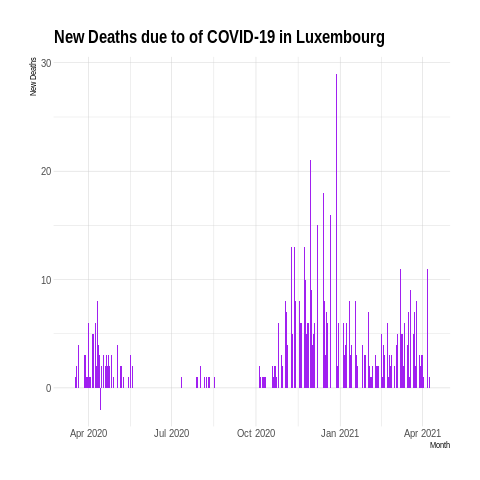 New Deaths due to of COVID-19 in Luxembourg
New Deaths
30
20
10
0
Apr 2020 Jul 2020 Oct 2020 Jan 2021 Apr 2021
Month